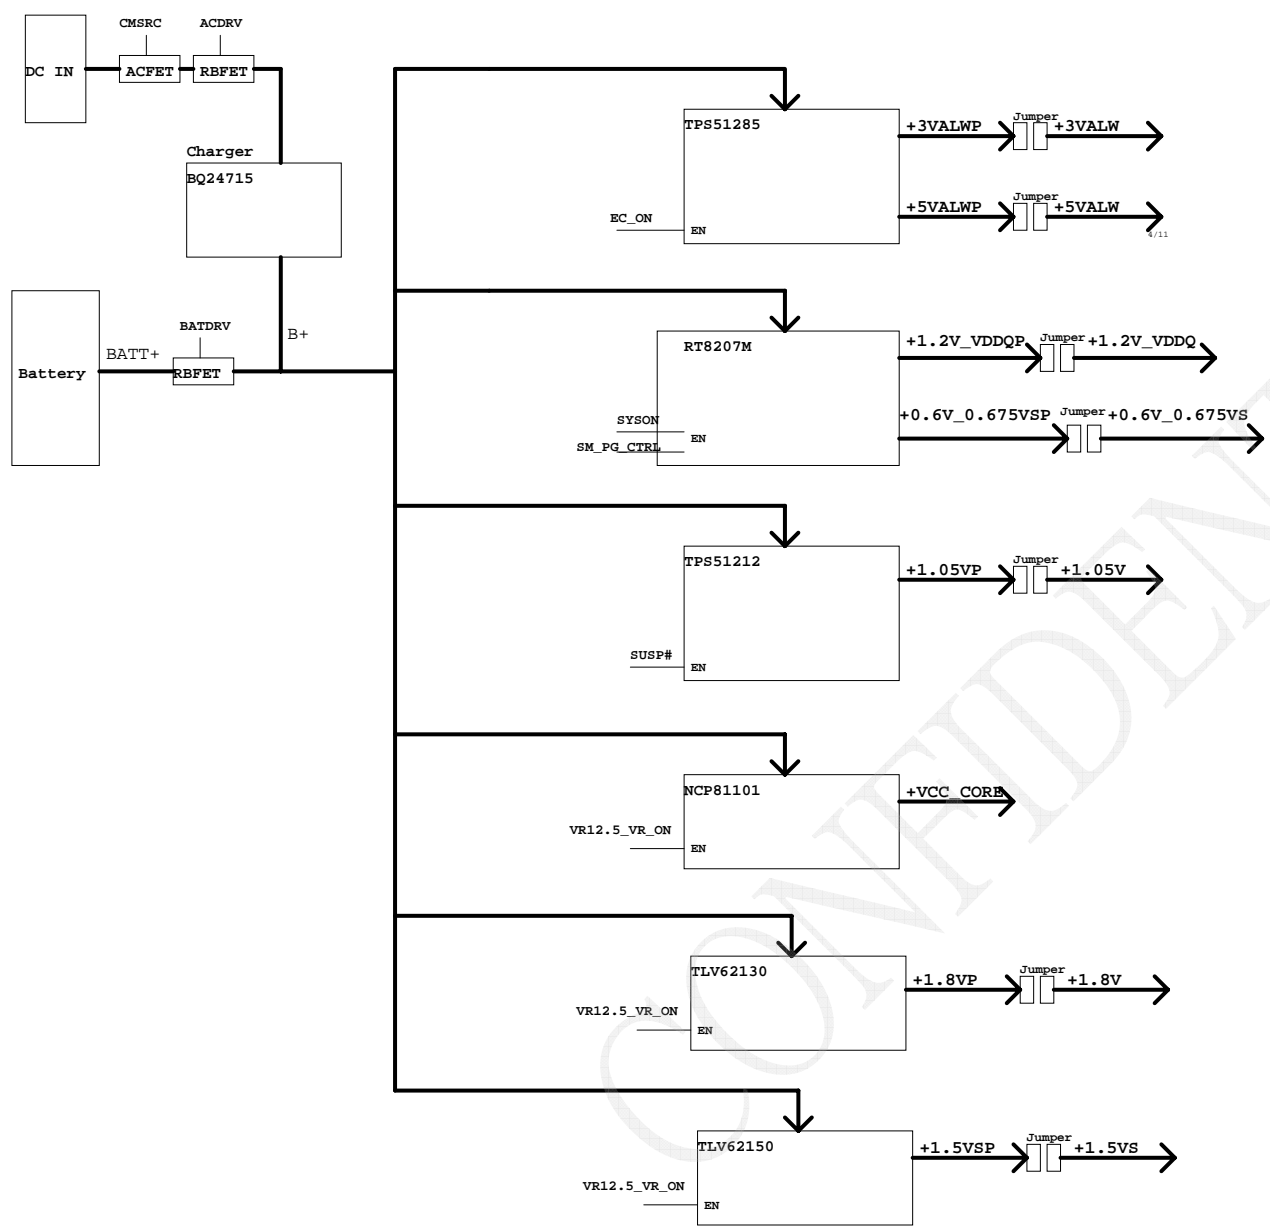 CMSRC
ACDRV
DC IN
ACFET
RBFET
Charger
BQ24715
BATDRV
BATT+
B+
Battery
RBFET
TPS51285
+3VALWP
Jumper
+3VALW
+5VALWP
Jumper
+5VALW
4/11
EC_ON
EN
RT8207M
+1.2V_VDDQP
Jumper
+1.2V_VDDQ
+0.6V_0.675VSP
Jumper
+0.6V_0.675VS
SYSON
EN
SM_PG_CTRL
TPS51212
+1.05VP
Jumper
+1.05V
SUSP#
EN
NCP81101
+VCC_CORE
VR12.5_VR_ON
EN
TLV62130
+1.8VP
Jumper
+1.8V
VR12.5_VR_ON
EN
TLV62150
+1.5VSP
Jumper
+1.5VS
VR12.5_VR_ON
EN
CONFIDEN